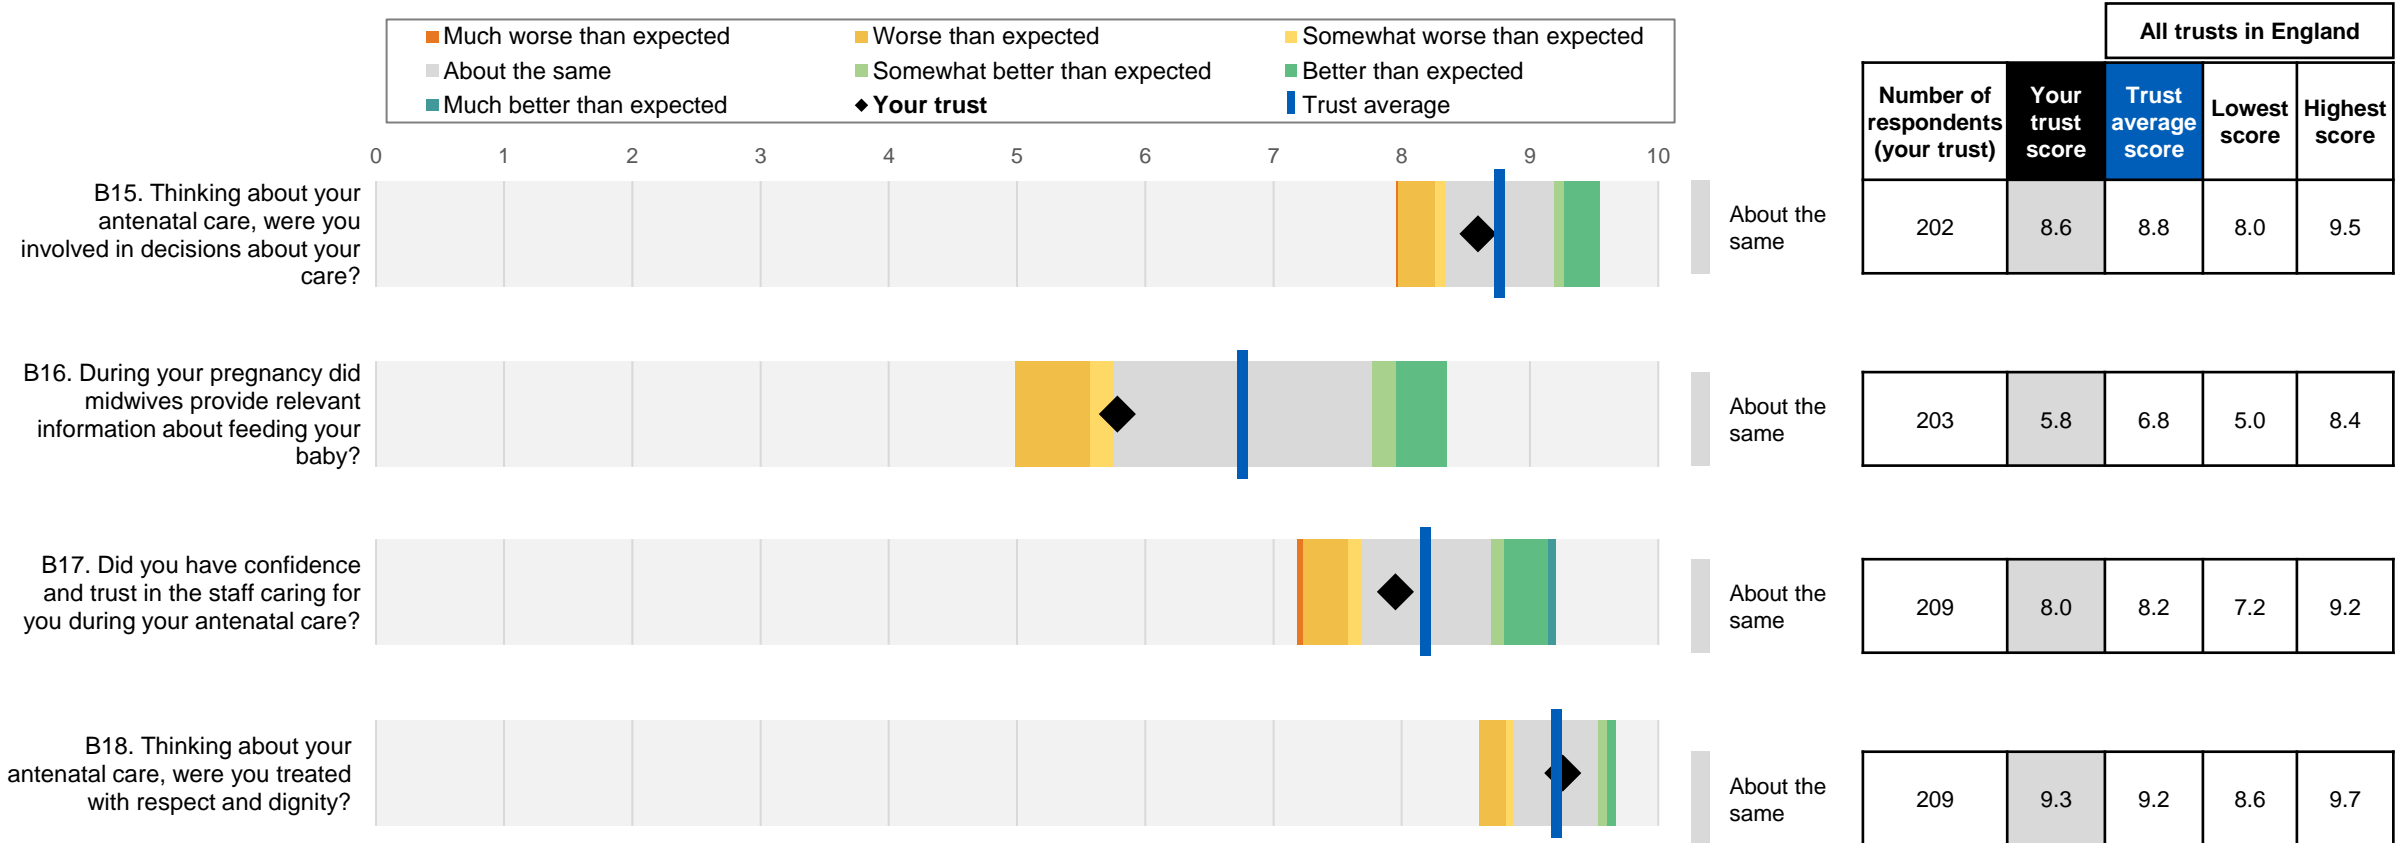 All trusts in England
Much worse than expected
Worse than expected
Somewhat worse than expected
About the same
Somewhat better than expected
Better than expected
Much better than expected
Your trust
Trust average
Number of
respondents
(your trust)
Your
trust
score
Trust
average
score
Lowest
score
Highest
score
0 1 2 3 4 5 6 7 8 9 10
B15. Thinking about your
antenatal care, were you
involved in decisions about your
care?
About the
same
202 8.6 8.8 8.0 9.5
B16. During your pregnancy did
midwives provide relevant
information about feeding your
baby?
About the
same
203 5.8 6.8 5.0 8.4
B17. Did you have confidence
and trust in the staff caring for
you during your antenatal care?
About the
same
209 8.0 8.2 7.2 9.2
B18. Thinking about your
antenatal care, were you treated
with respect and dignity?
About the
same
209 9.3 9.2 8.6 9.7